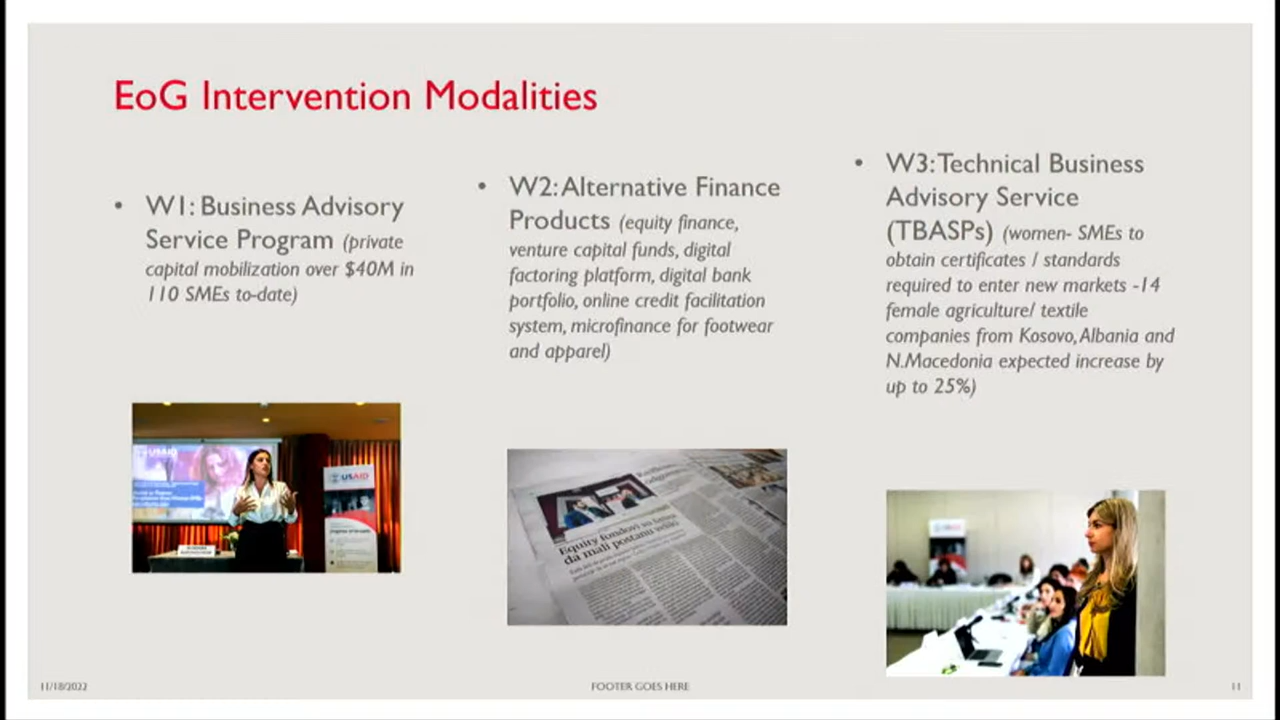 EoG Intervention Modalities
• W1: Business Advisory
Service Program (private
capital mobilization over $40M in
110 SMEs to-date)
• W2: Alternative Finance
Products (equity finance,
venture capital funds, digital
factoring platform, digital bank
portfolio, online credit facilitation
system, microfinance for footwear
and apparel)
• W3: Technical Business
Advisory Service
(TBASPs) (women- SMEs to
obtain certificates / standards
required to enter new markets -14
female agriculture/ textile
companies from Kosovo, Albania and
N.Macedonia expected increase by
up to 25%)
USAID
USAID
Equity fondovi su šansa
da mali postanu veliki
11/18/2022
FOOTER GOES HERE
11